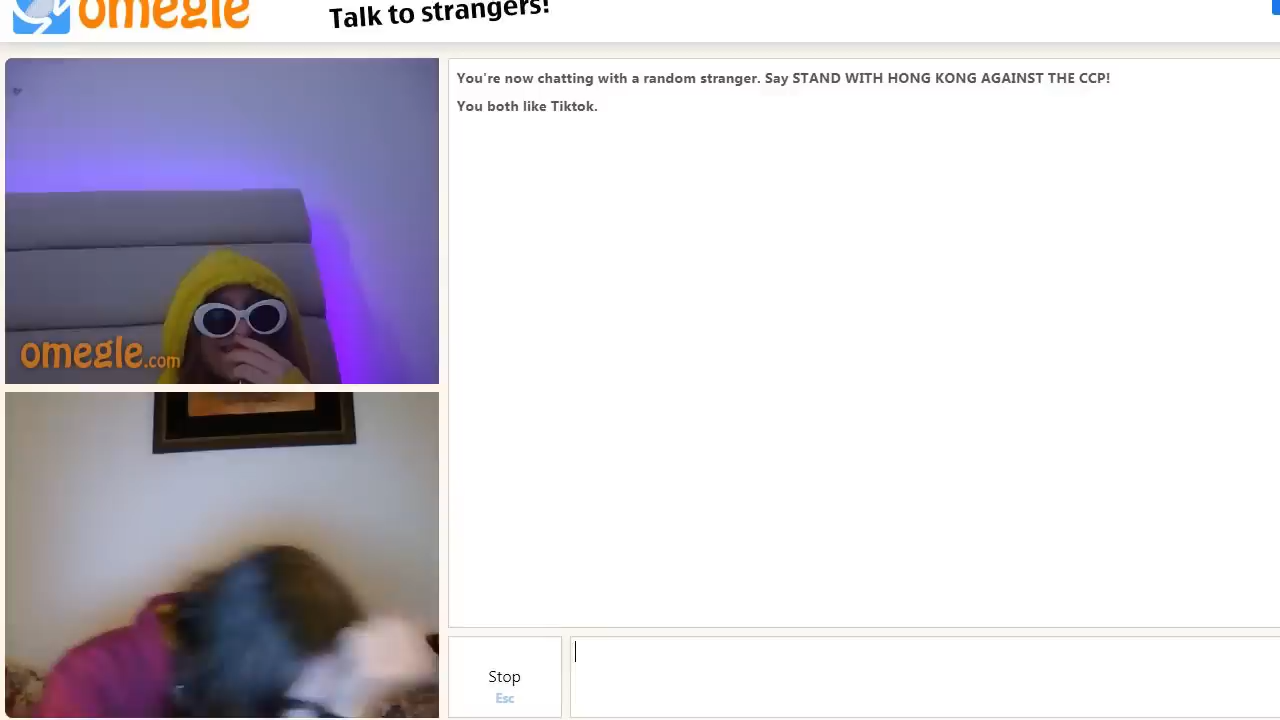 omegle
Talk to strangers!
You're now chatting with a random stranger. Say STAND WITH HONG KONG AGAINST THE CCP!
You both like Tiktok.
omegle.com
Stop
Esc